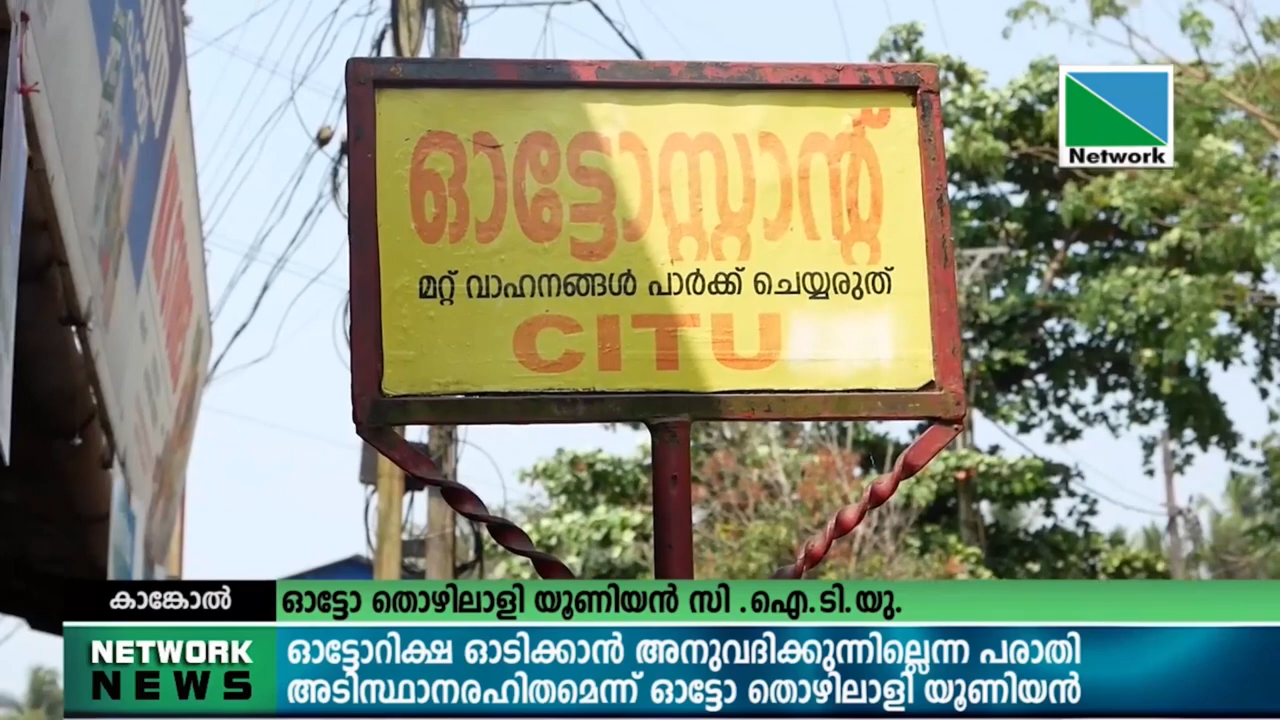 Network
ഓട്ടോസ്റ്റാന്റ്
മറ്റ് വാഹനങ്ങൾ പാർക്ക് ചെയ്യരുത്
CITU
കാങ്കോൽ
ഓട്ടോ തൊഴിലാളി യൂണിയൻ സി .ഐ.ടി.യു.
NETWORK
NEWS
ഓട്ടോറിക്ഷ ഓടിക്കാൻ അനുവദിക്കുന്നില്ലെന്ന പരാതി
അടിസ്ഥാനരഹിതമെന്ന് ഓട്ടോ തൊഴിലാളി യൂണിയൻ